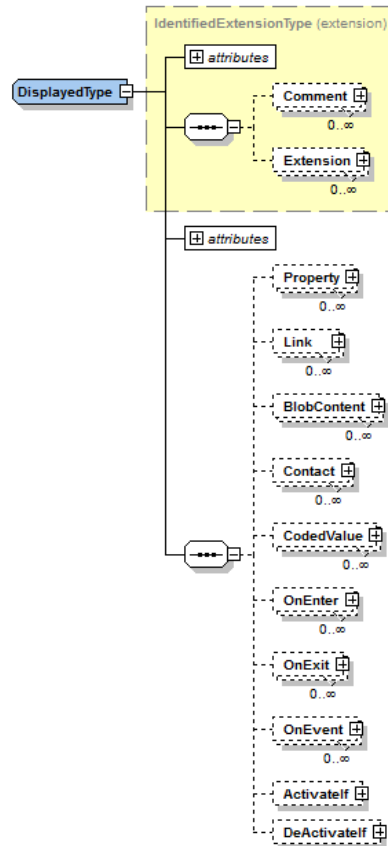 IdentifiedExtensionType (extension)
attributes
DisplayedType
Comment
0..∞
Extension
0..∞
attributes
Property
0..∞
Link
0..∞
BlobContent
0..∞
Contact
0..∞
CodedValue
0..∞
OnEnter
0..∞
OnExit
0..∞
OnEvent
0..∞
ActivateIf
DeActivateIf